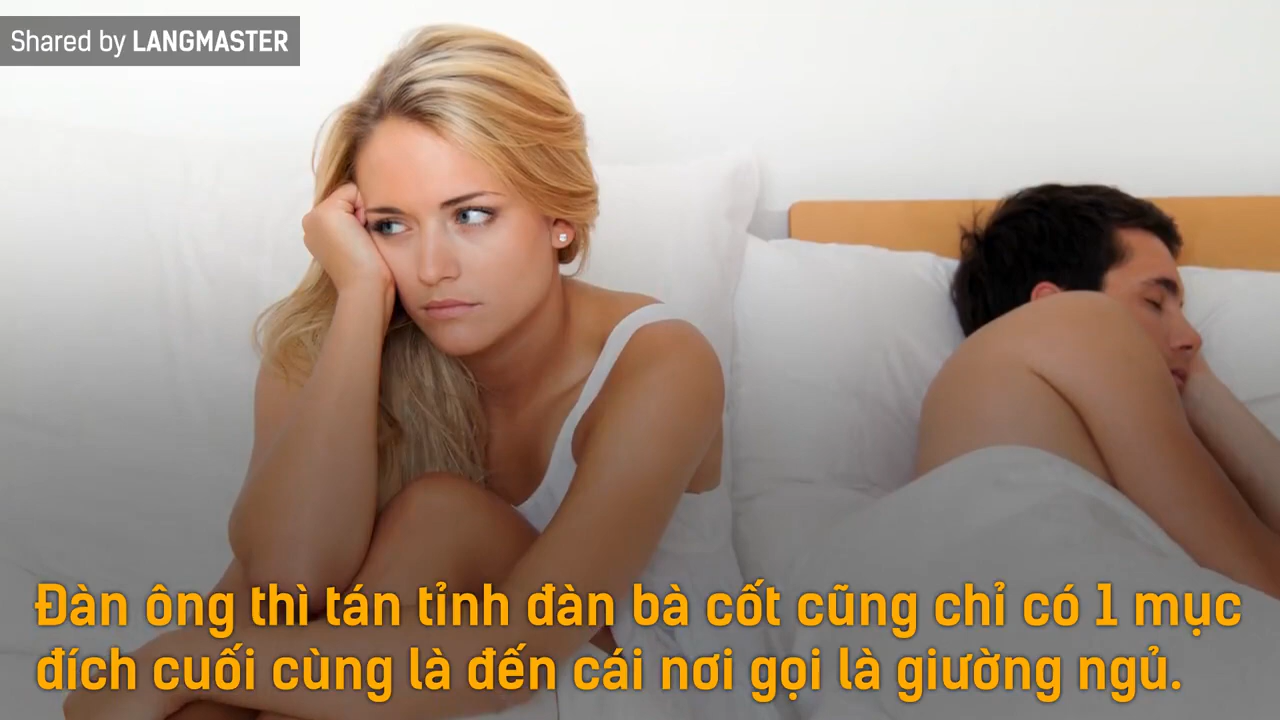 Shared by LANGMASTER
Đàn ông thì tán tỉnh đàn bà cốt cũng chỉ có 1 mục
đích cuối cùng là đến cái nơi gọi là giường ngủ.